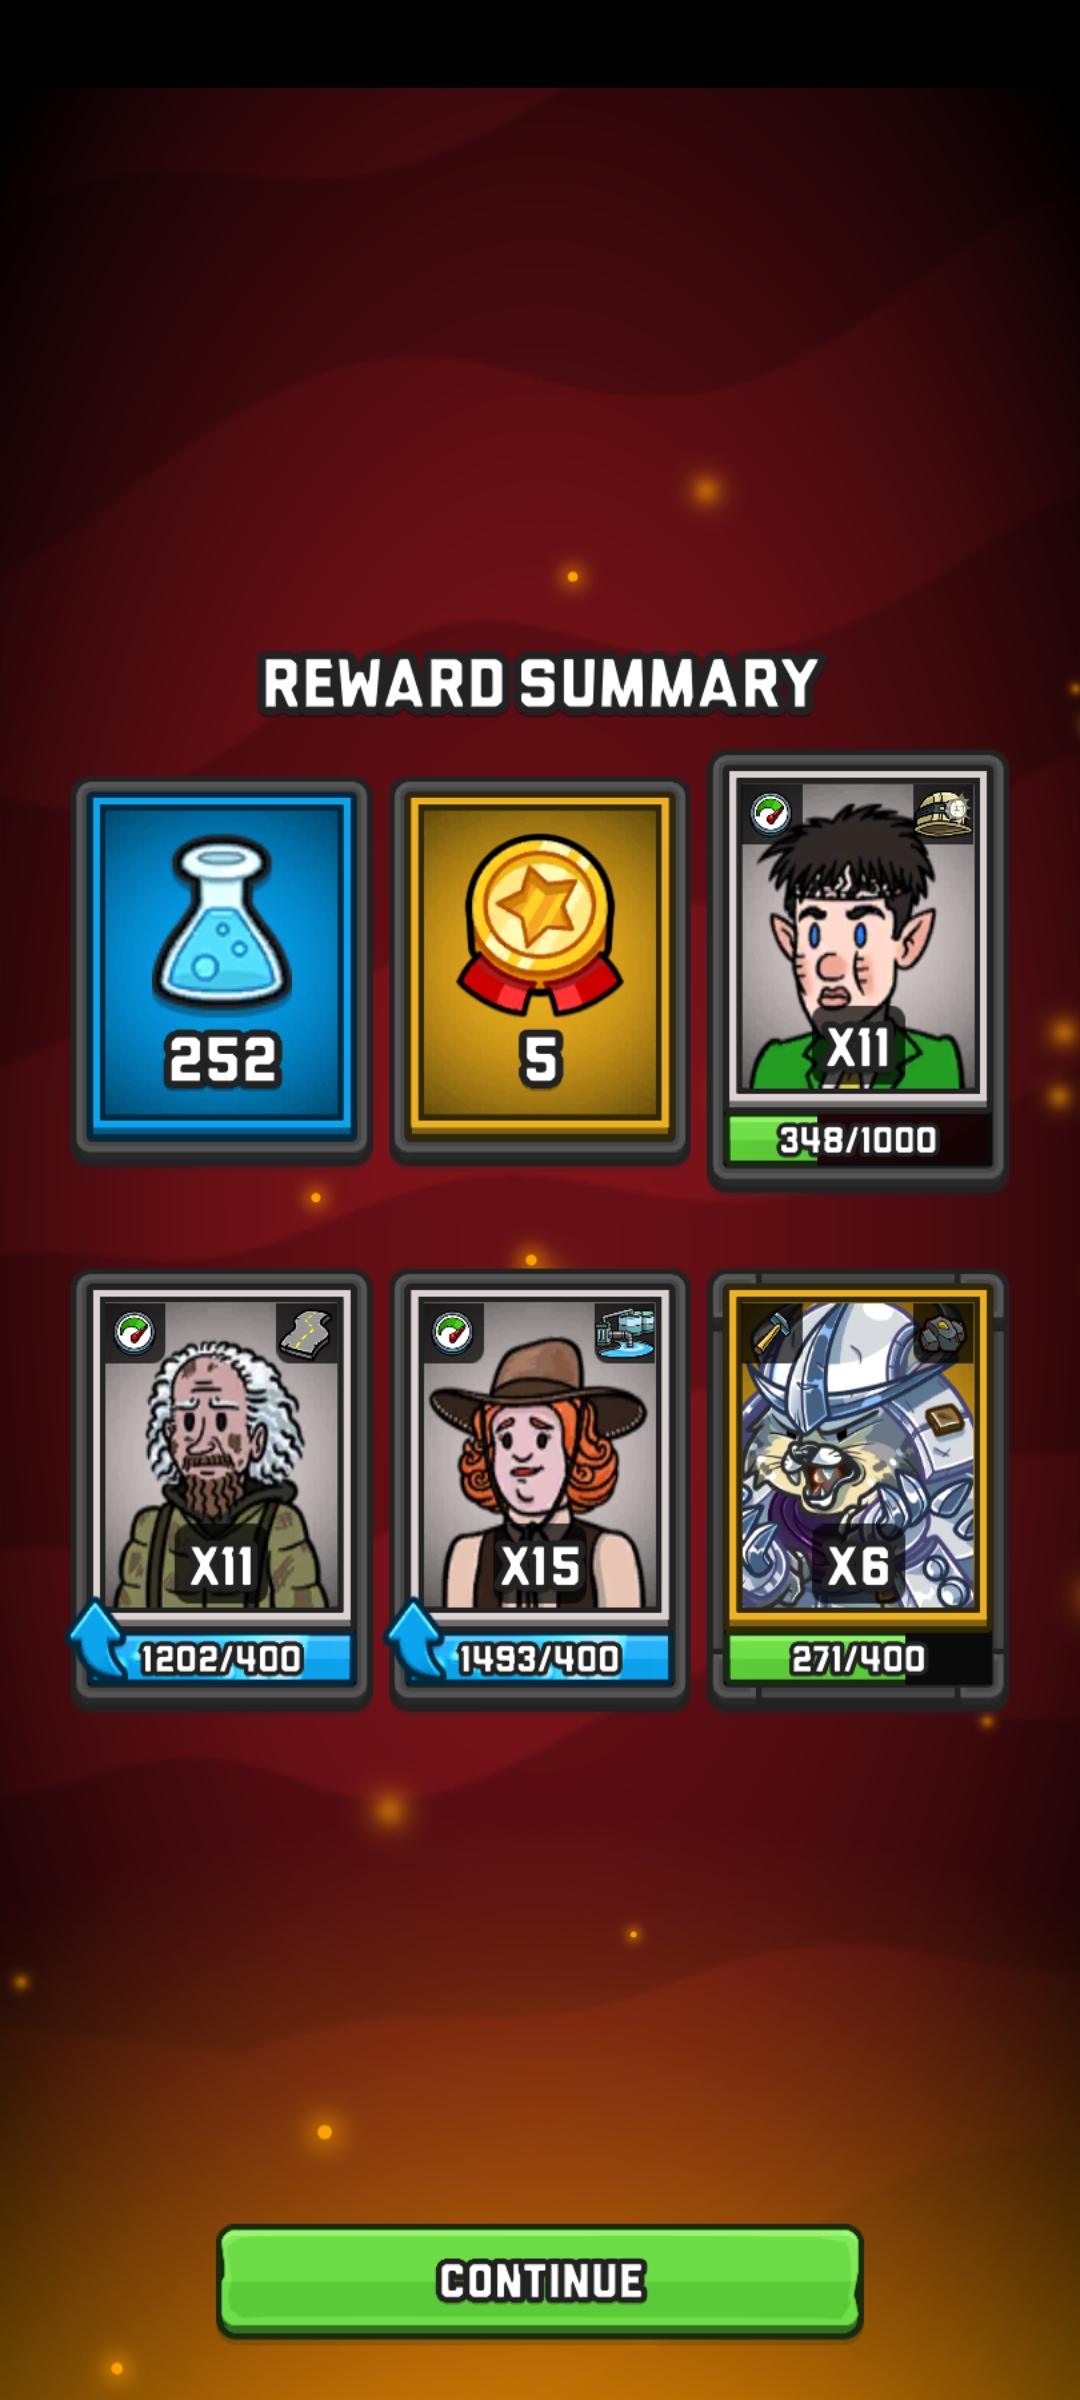 REWARD SUMMARY
252
5
X11
348/1000
X11
1202/400
X15
1493/400
X6
271/400
CONTINUE